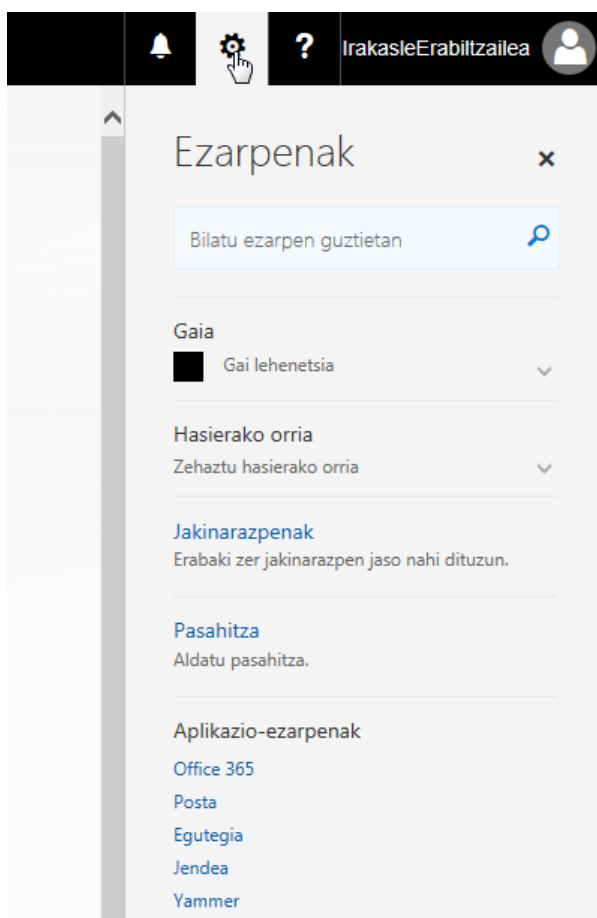 ? IrakasleErabiltzailea
Ezarpenak
Bilatu ezarpen guztietan
Gaia
Gai lehenetsia
Hasierako orria
Zehaztu hasierako orria
Jakinarazpenak
Erabaki zer jakinarazpen jaso nahi dituzun.
Pasahitza
Aldatu pasahitza.
Aplikazio-ezarpenak
Office 365
Posta
Egutegia
Jendea
Yammer